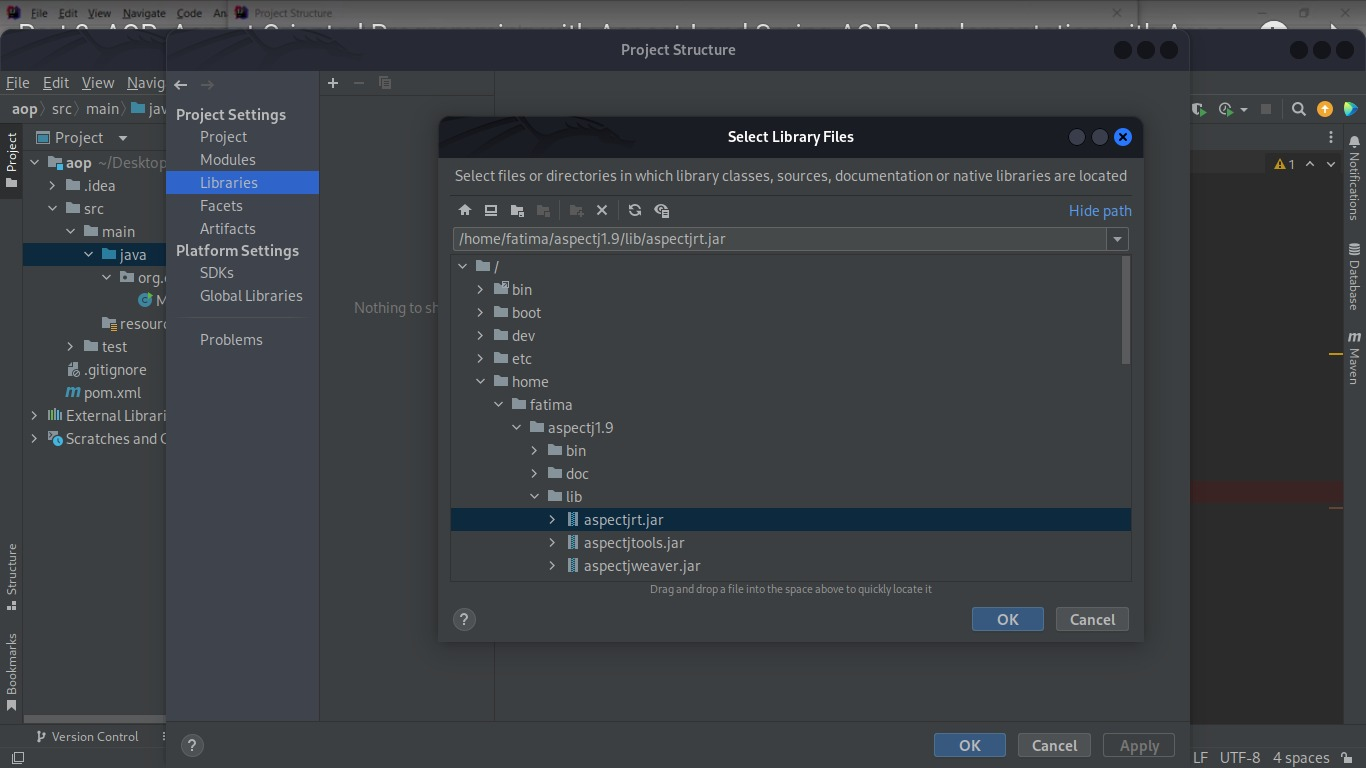 File Edit View Navigate Code
Project Structure
Project Structure
File Edit View Navig
aop src main jav
Project Settings
Project
Modules
Libraries
Facets
Artifacts
Platform Settings
SDKs
Global Libraries
Problems
Nothing to sh
Project
Project
aop ~/Desktop
.idea
src
main
java
org.
M
resour
test
.gitignore
pom.xml
External Librari
Scratches and C
Structure
Bookmarks
Version Control
Select Library Files
Select files or directories in which library classes, sources, documentation or native libraries are located
Hide path
/home/fatima/aspectj1.9/lib/aspectjrt.jar
/
bin
boot
dev
etc
home
fatima
aspectj1.9
bin
doc
lib
aspectjrt.jar
aspectjtools.jar
aspectjweaver.jar
Drag and drop a file into the space above to quickly locate it
?
OK Cancel
?
OK Cancel Apply
1
Notifications
Database
m Maven
LF UTF-8 4 spaces